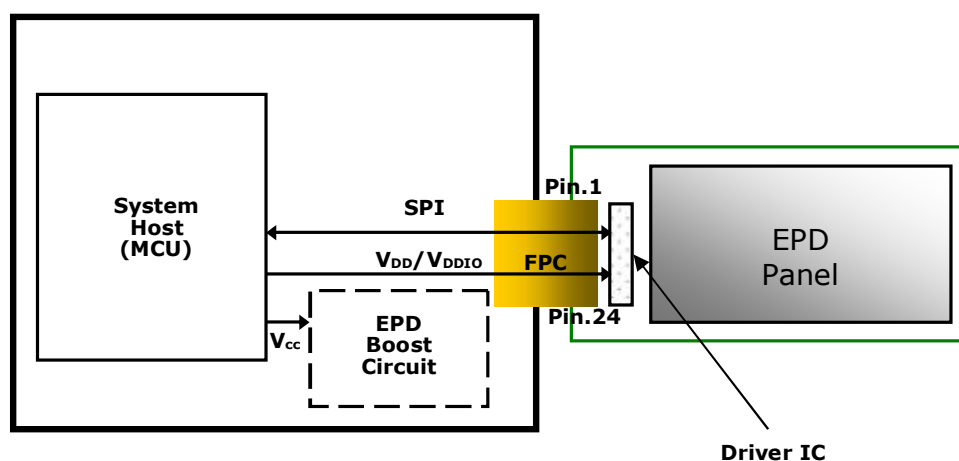 System
Host
(MCU)
SPI
VDD/VDDIO
Vcc
EPD
Boost
Circuit
Pin.1
FPC
Pin.24
EPD
Panel
Driver IC